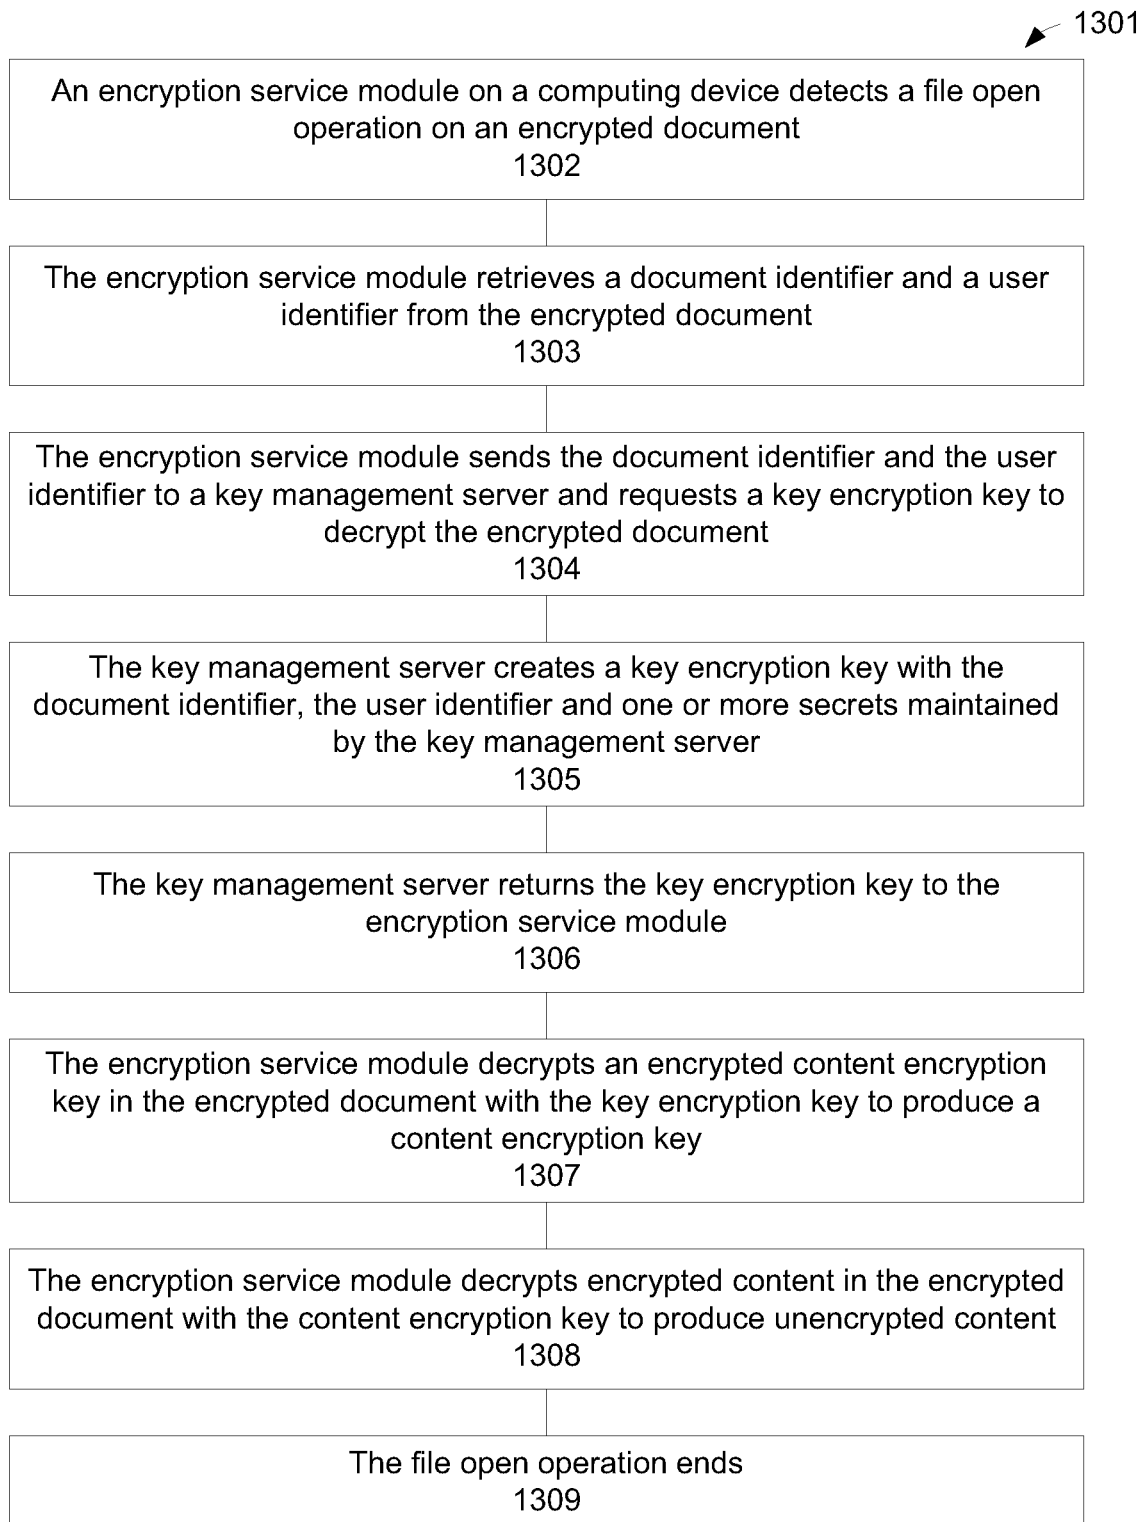 1301
An encryption service module on a computing device detects a file open
operation on an encrypted document
1302
The encryption service module retrieves a document identifier and a user
identifier from the encrypted document
1303
The encryption service module sends the document identifier and the user
identifier to a key management server and requests a key encryption key to
decrypt the encrypted document
1304
The key management server creates a key encryption key with the
document identifier, the user identifier and one or more secrets maintained
by the key management server
1305
The key management server returns the key encryption key to the
encryption service module
1306
The encryption service module decrypts an encrypted content encryption
key in the encrypted document with the key encryption key to produce a
content encryption key
1307
The encryption service module decrypts encrypted content in the encrypted
document with the content encryption key to produce unencrypted content
1308
The file open operation ends
1309